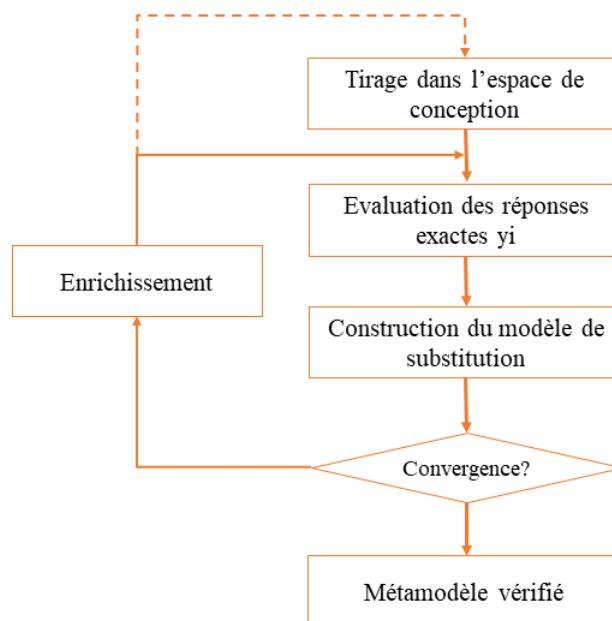 Tirage dans l’espace de
conception
Evaluation des réponses
exactes yi
Enrichissement
Construction du modèle de
substitution
Convergence?
Métamodèle vérifié